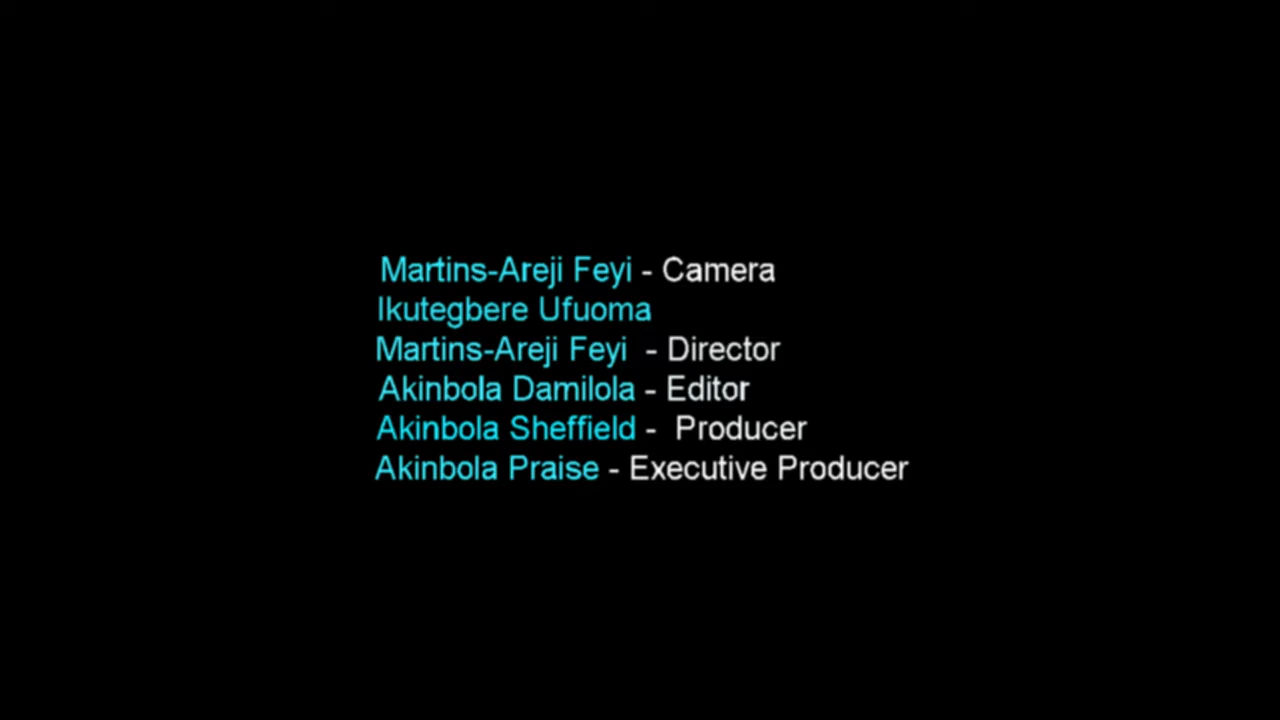 Martins-Areji Feyi - Camera
Ikutegbere Ufuoma
Martins-Areji Feyi - Director
Akinbola Damilola - Editor
Akinbola Sheffield - Producer
Akinbola Praise - Executive Producer